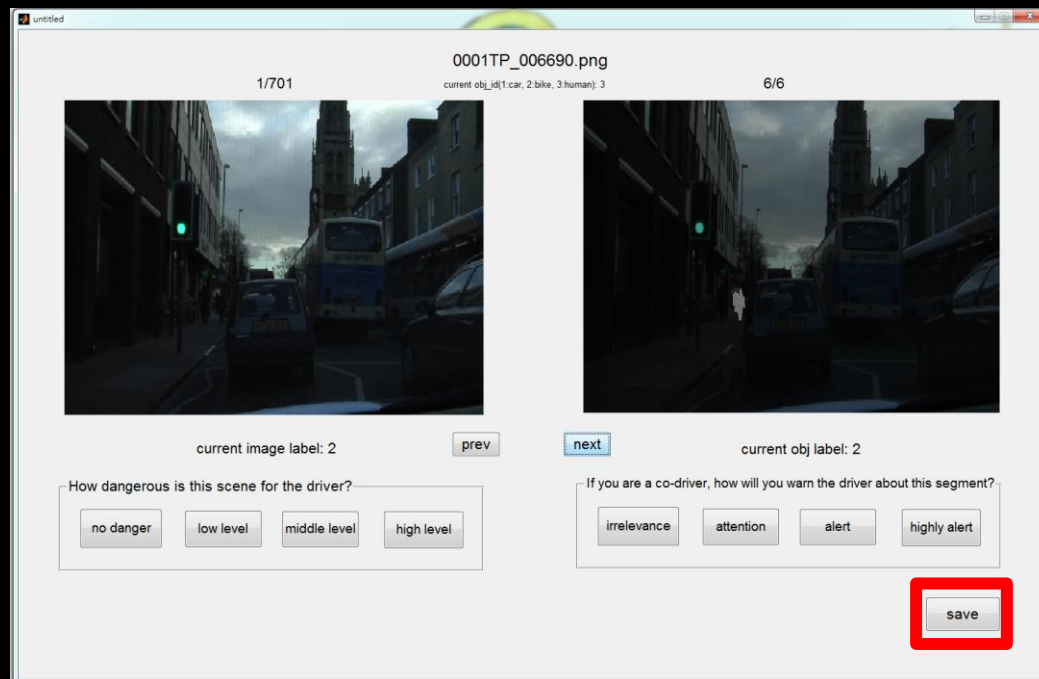 untitled
0001TP_006690.png
1/701
current obj_id(1:car, 2:bike, 3:human): 3
6/6
current image label: 2
prev
next
current obj label: 2
How dangerous is this scene for the driver?
no danger
low level
middle level
high level
If you are a co-driver, how will you warn the driver about this segment?
irrelevance
attention
alert
highly alert
save